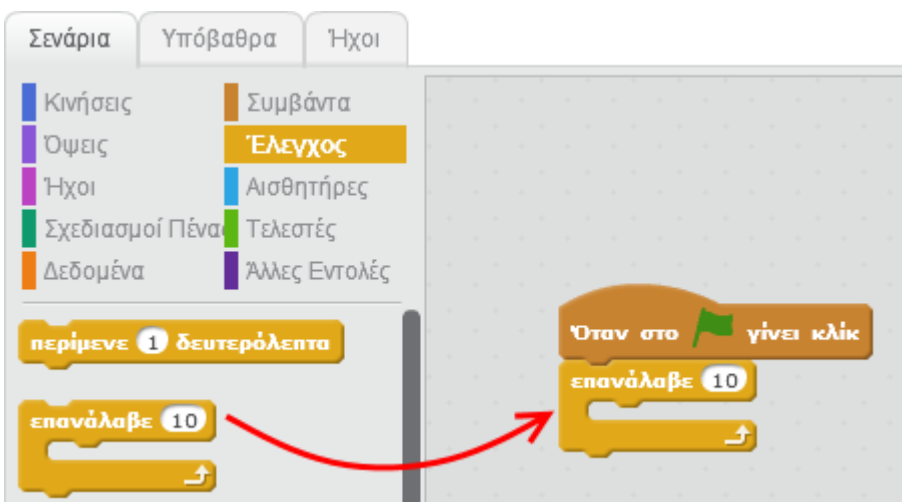 Σενάρια Υπόβαθρα Ήχοι
Κινήσεις Συμβάντα
Όψεις Έλεγχος
Ήχοι Αισθητήρες
Σχεδιασμοί Πένας Τελεστές
Δεδομένα Άλλες Εντολές
περίμενε 1 δευτερόλεπτα
επανάλαβε 10
Όταν στο γίνει κλίκ
επανάλαβε 10